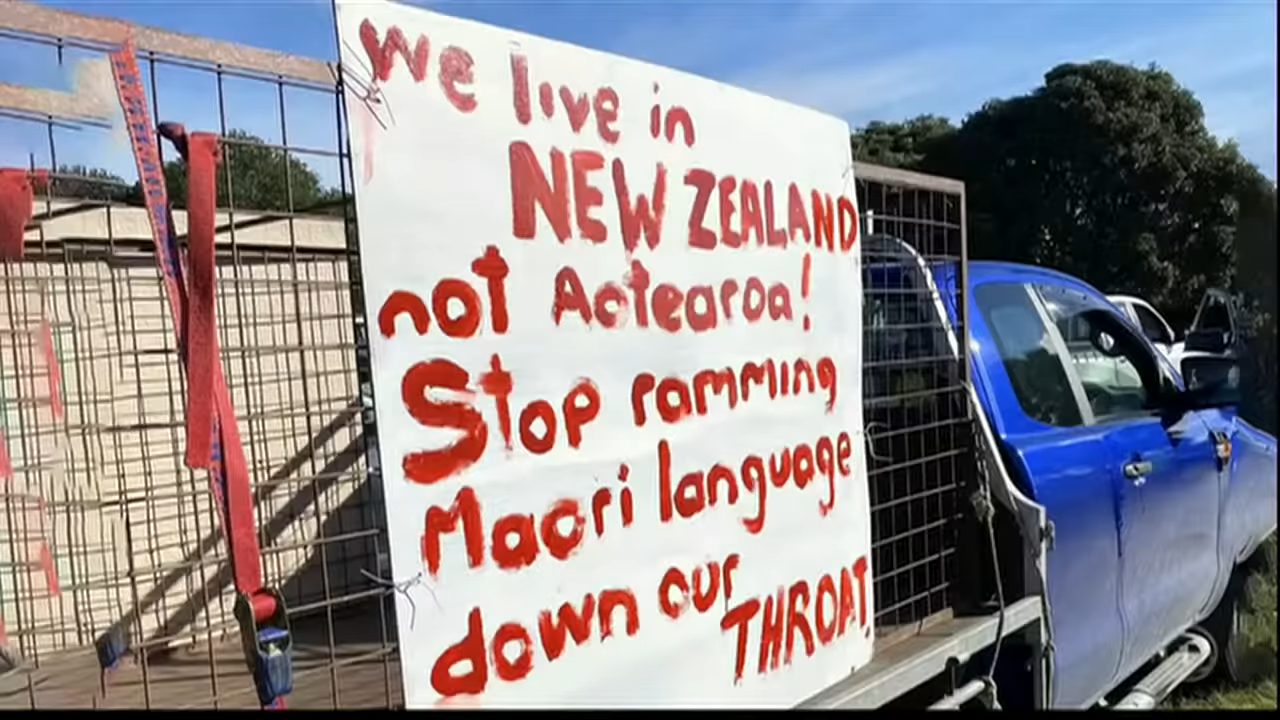 We live in
NEW ZEALAND
not Aotearoa!
Stop ramming
Maori language
down our
THROAT!